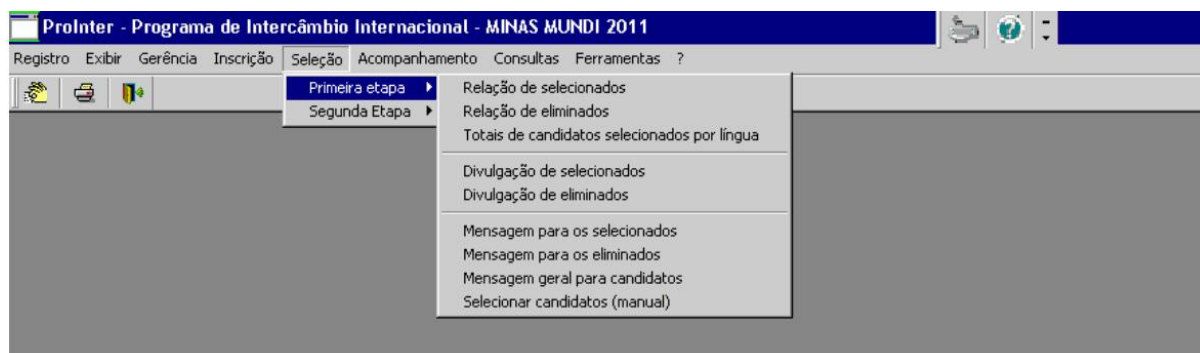 ProInter - Programa de Intercâmbio Internacional - MINAS MUNDI 2011
Registro Exibir Gerência Inscrição Seleção Acompanhamento Consultas Ferramentas ?
Primeira etapa
Segunda Etapa
Relação de selecionados
Relação de eliminados
Totais de candidatos selecionados por língua
Divulgação de selecionados
Divulgação de eliminados
Mensagem para os selecionados
Mensagem para os eliminados
Mensagem geral para candidatos
Selecionar candidatos (manual)